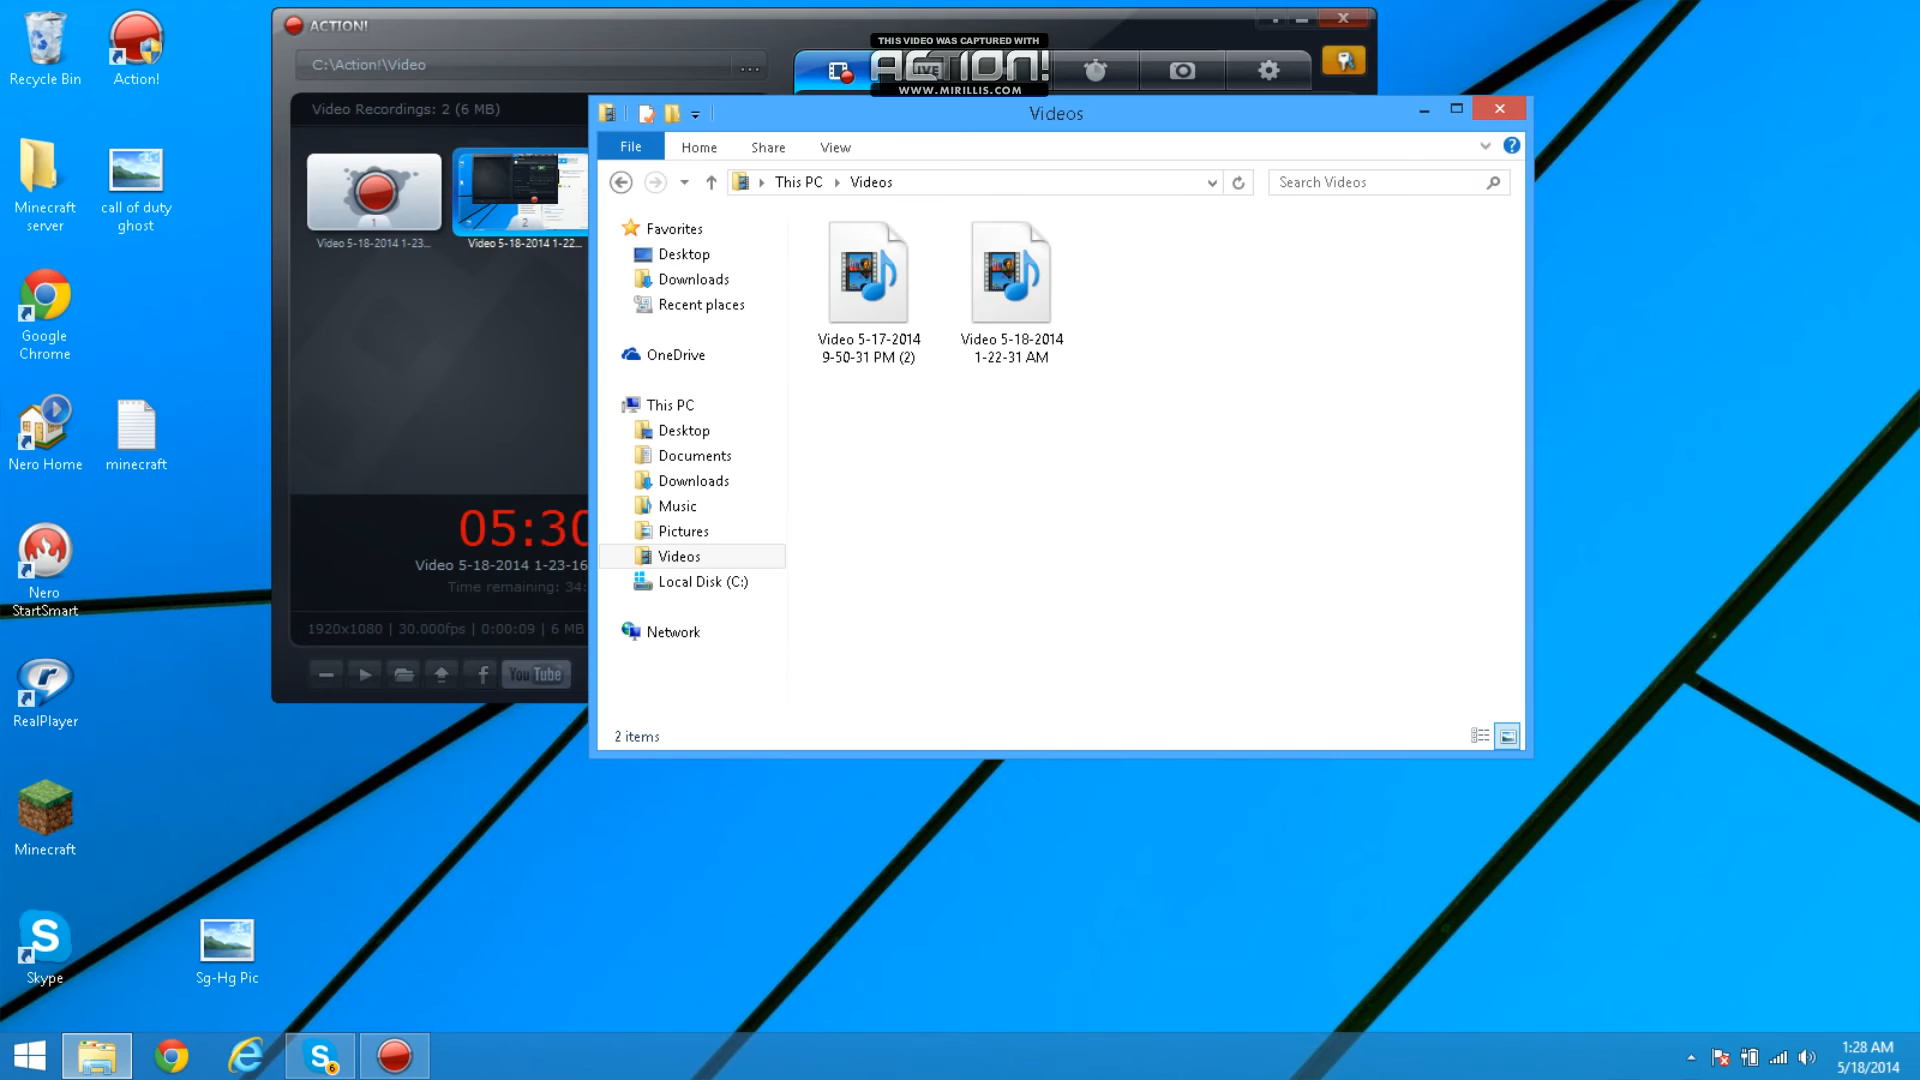 Recycle Bin
Action!
Minecraft
server
call of duty
ghost
Google
Chrome
Nero Home
minecraft
Nero
StartSmart
RealPlayer
Minecraft
Skype
Sg-Hg Pic
ACTION!
C:\Action!\Video
...
THIS VIDEO WAS CAPTURED WITH
ACTION!
WWW.MIRILLIS.COM
LIVE
Video Recordings: 2 (6 MB)
1
Video 5-18-2014 1-23...
2
Video 5-18-2014 1-22...
05:30
Video 5-18-2014 1-23-16
Time remaining: 34:
1920x1080 | 30.000fps | 0:00:09 | 6 MB
f
You Tube
Videos
File
Home
Share
View
?
This PC
Videos
Search Videos
Favorites
Desktop
Downloads
Recent places
OneDrive
This PC
Desktop
Documents
Downloads
Music
Pictures
Videos
Local Disk (C:)
Network
Video 5-17-2014
9-50-31 PM (2)
Video 5-18-2014
1-22-31 AM
2 items
6
1:28 AM
5/18/2014